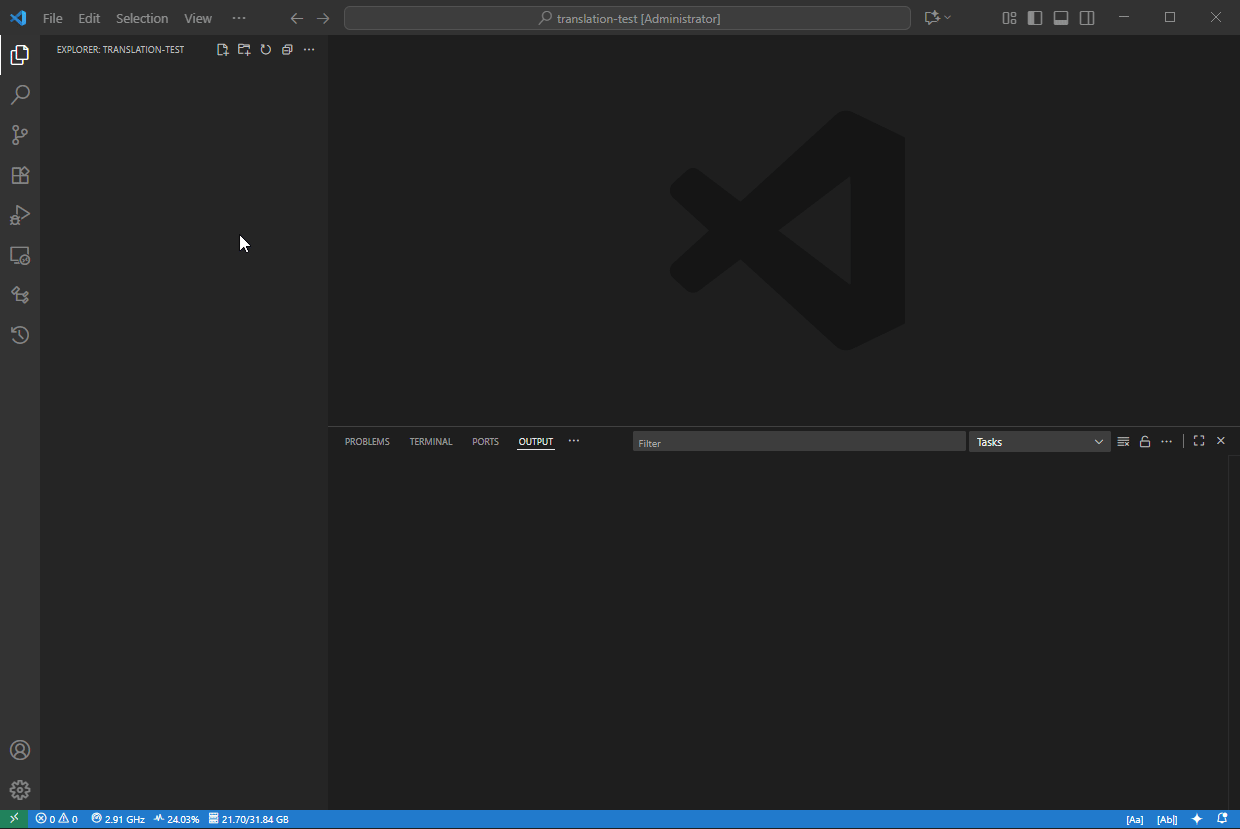 File Edit Selection View ···
translation-test [Administrator]
EXPLORER: TRANSLATION-TEST
PROBLEMS TERMINAL PORTS OUTPUT ··· Filter Tasks
0 0 2.91 GHz 24.03% 21.70/31.84 GB [Aa] [Ab|]